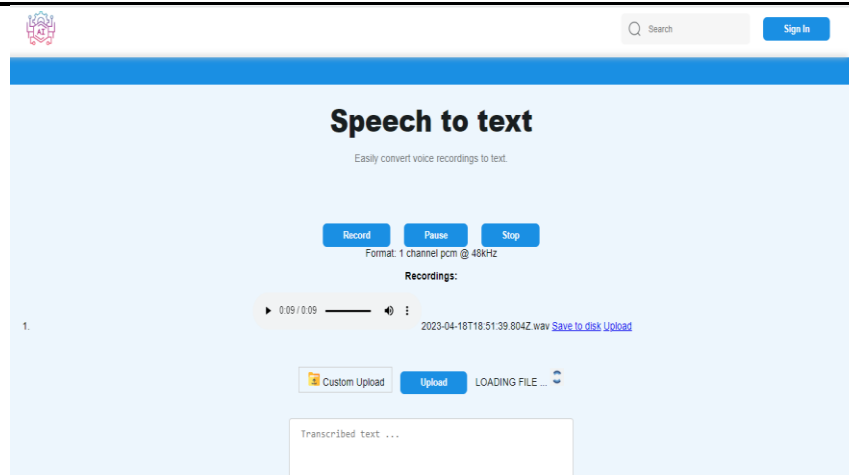 AI
Search
Sign In
Speech to text
Easily convert voice recordings to text.
Record Pause Stop
Format: 1 channel pcm @ 48kHz
Recordings:
0:09 / 0:09
1. 2023-04-18T18:51:39.804Z.wav Save to disk Upload
Custom Upload Upload LOADING FILE ...
Transcribed text ...